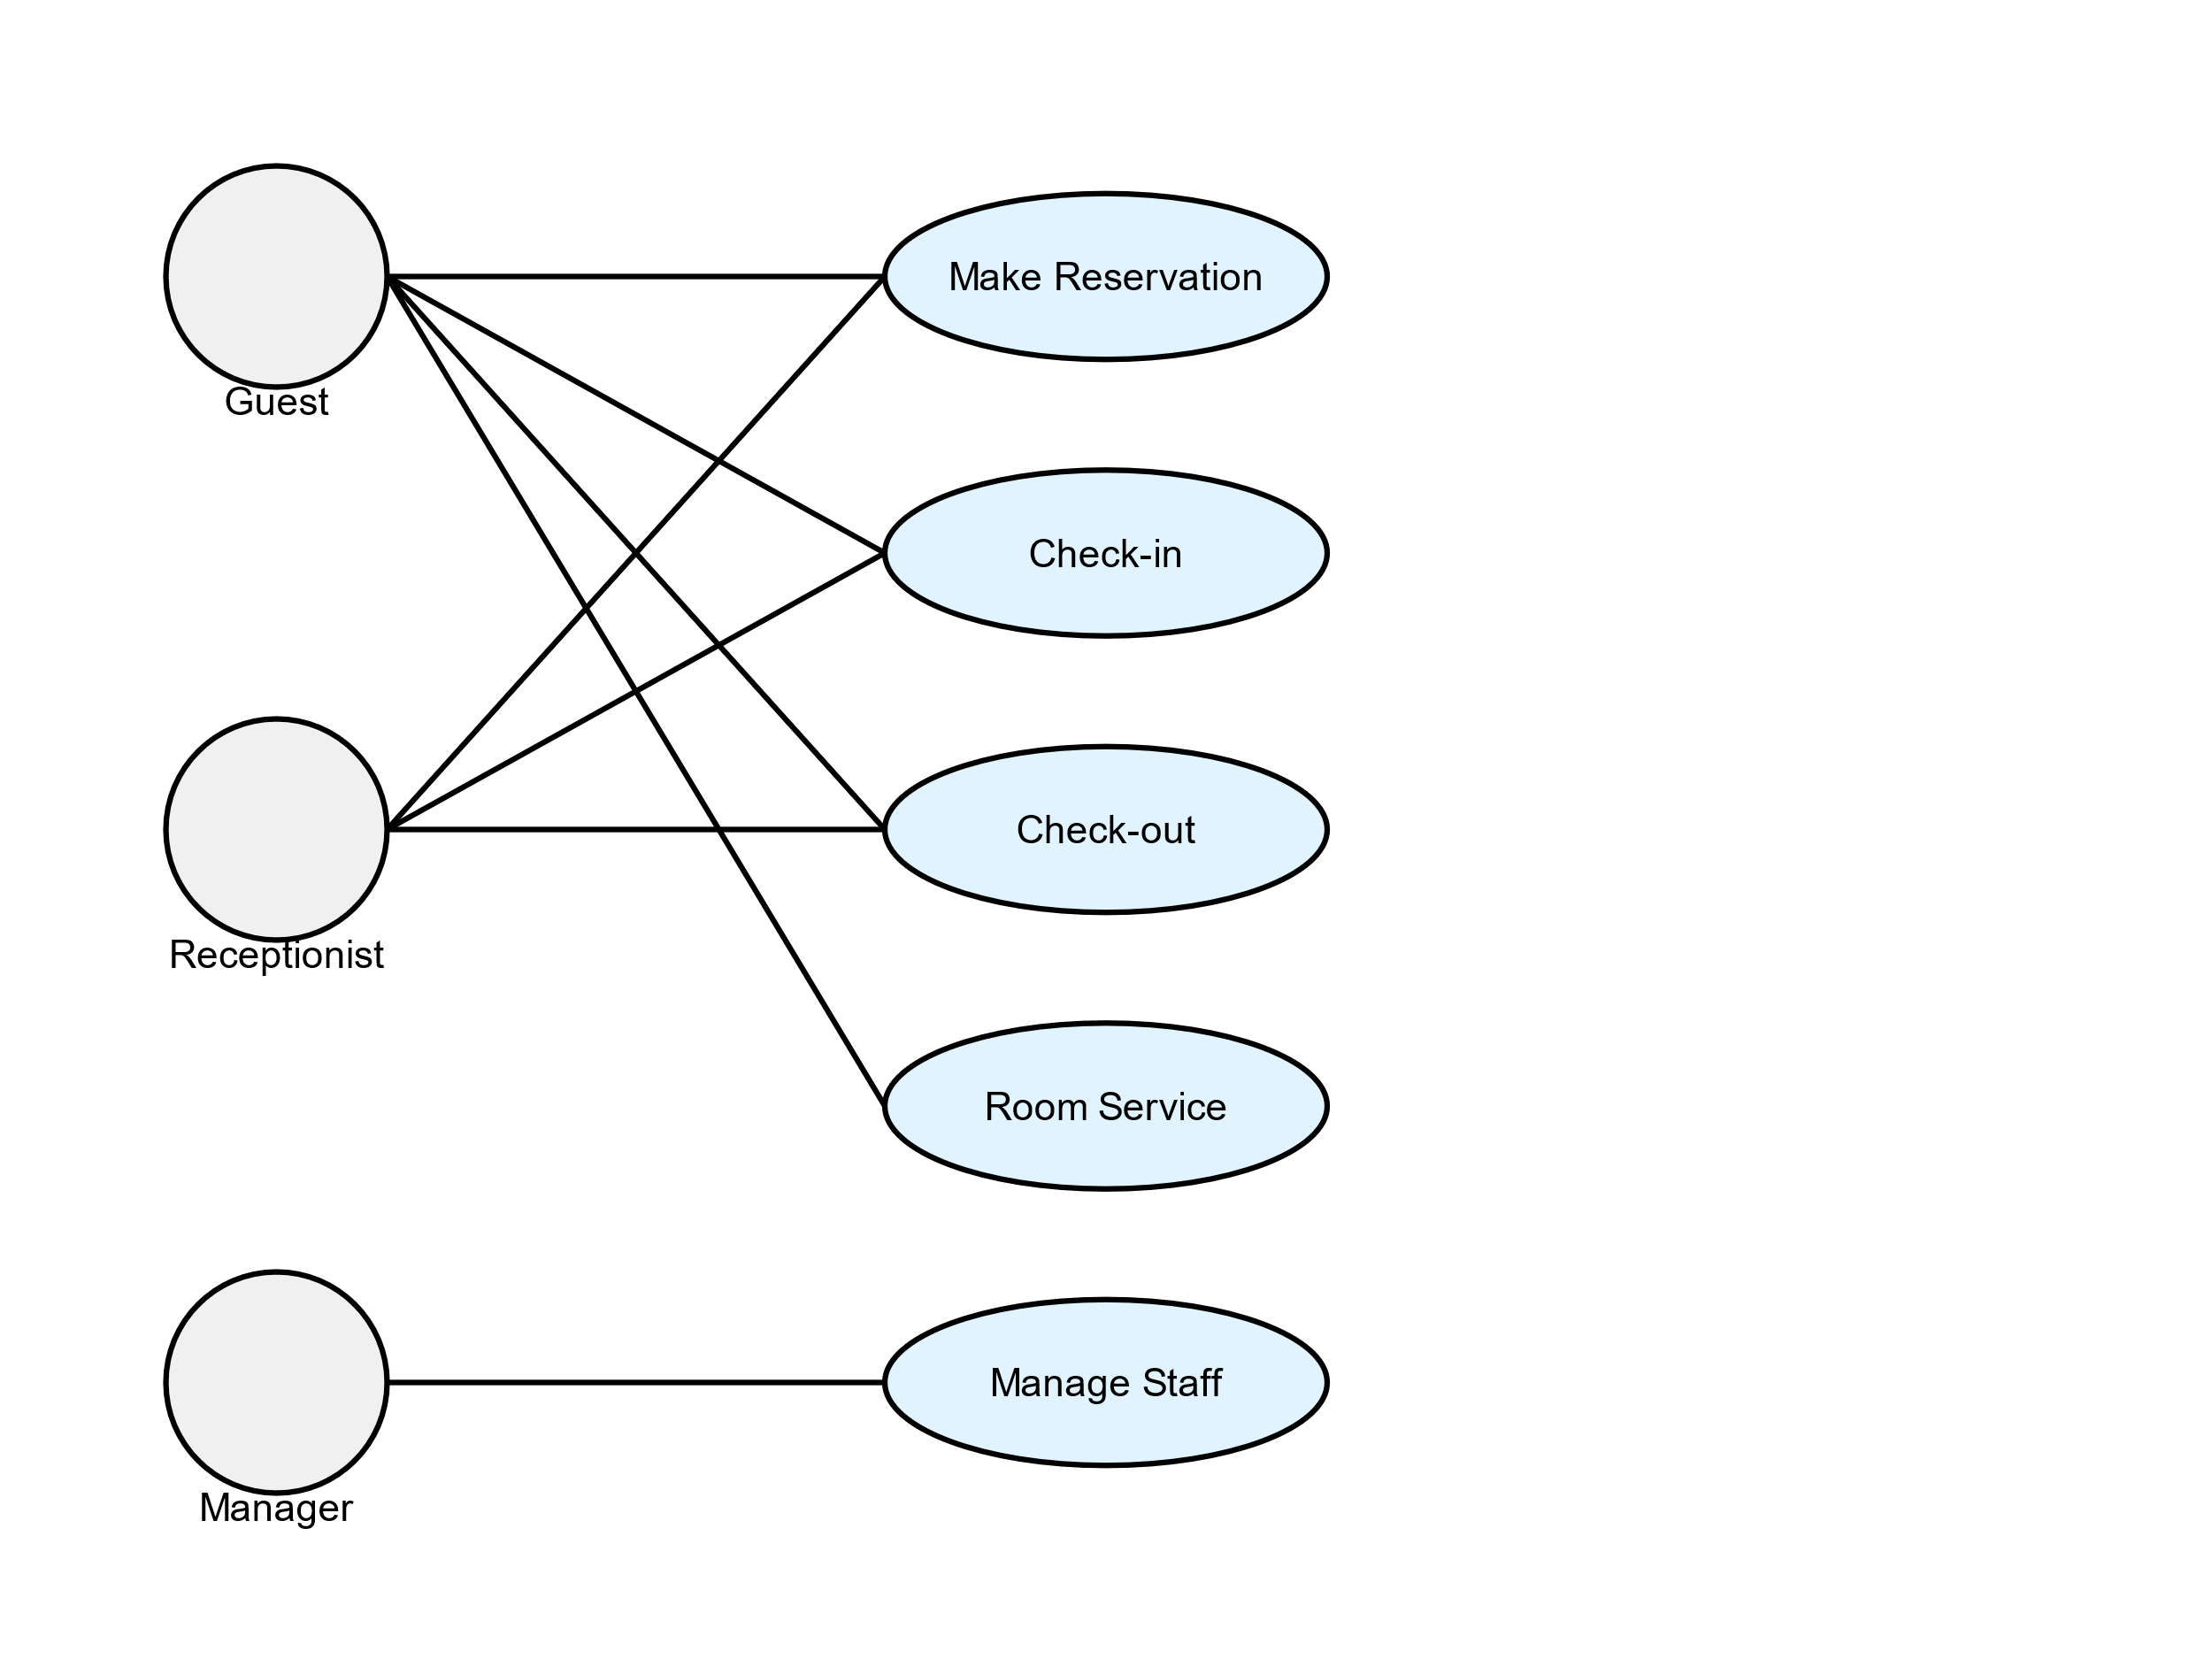 Make Reservation
Guest
Check-in
Check-out
Receptionist
Room Service
Manage Staff
Manager